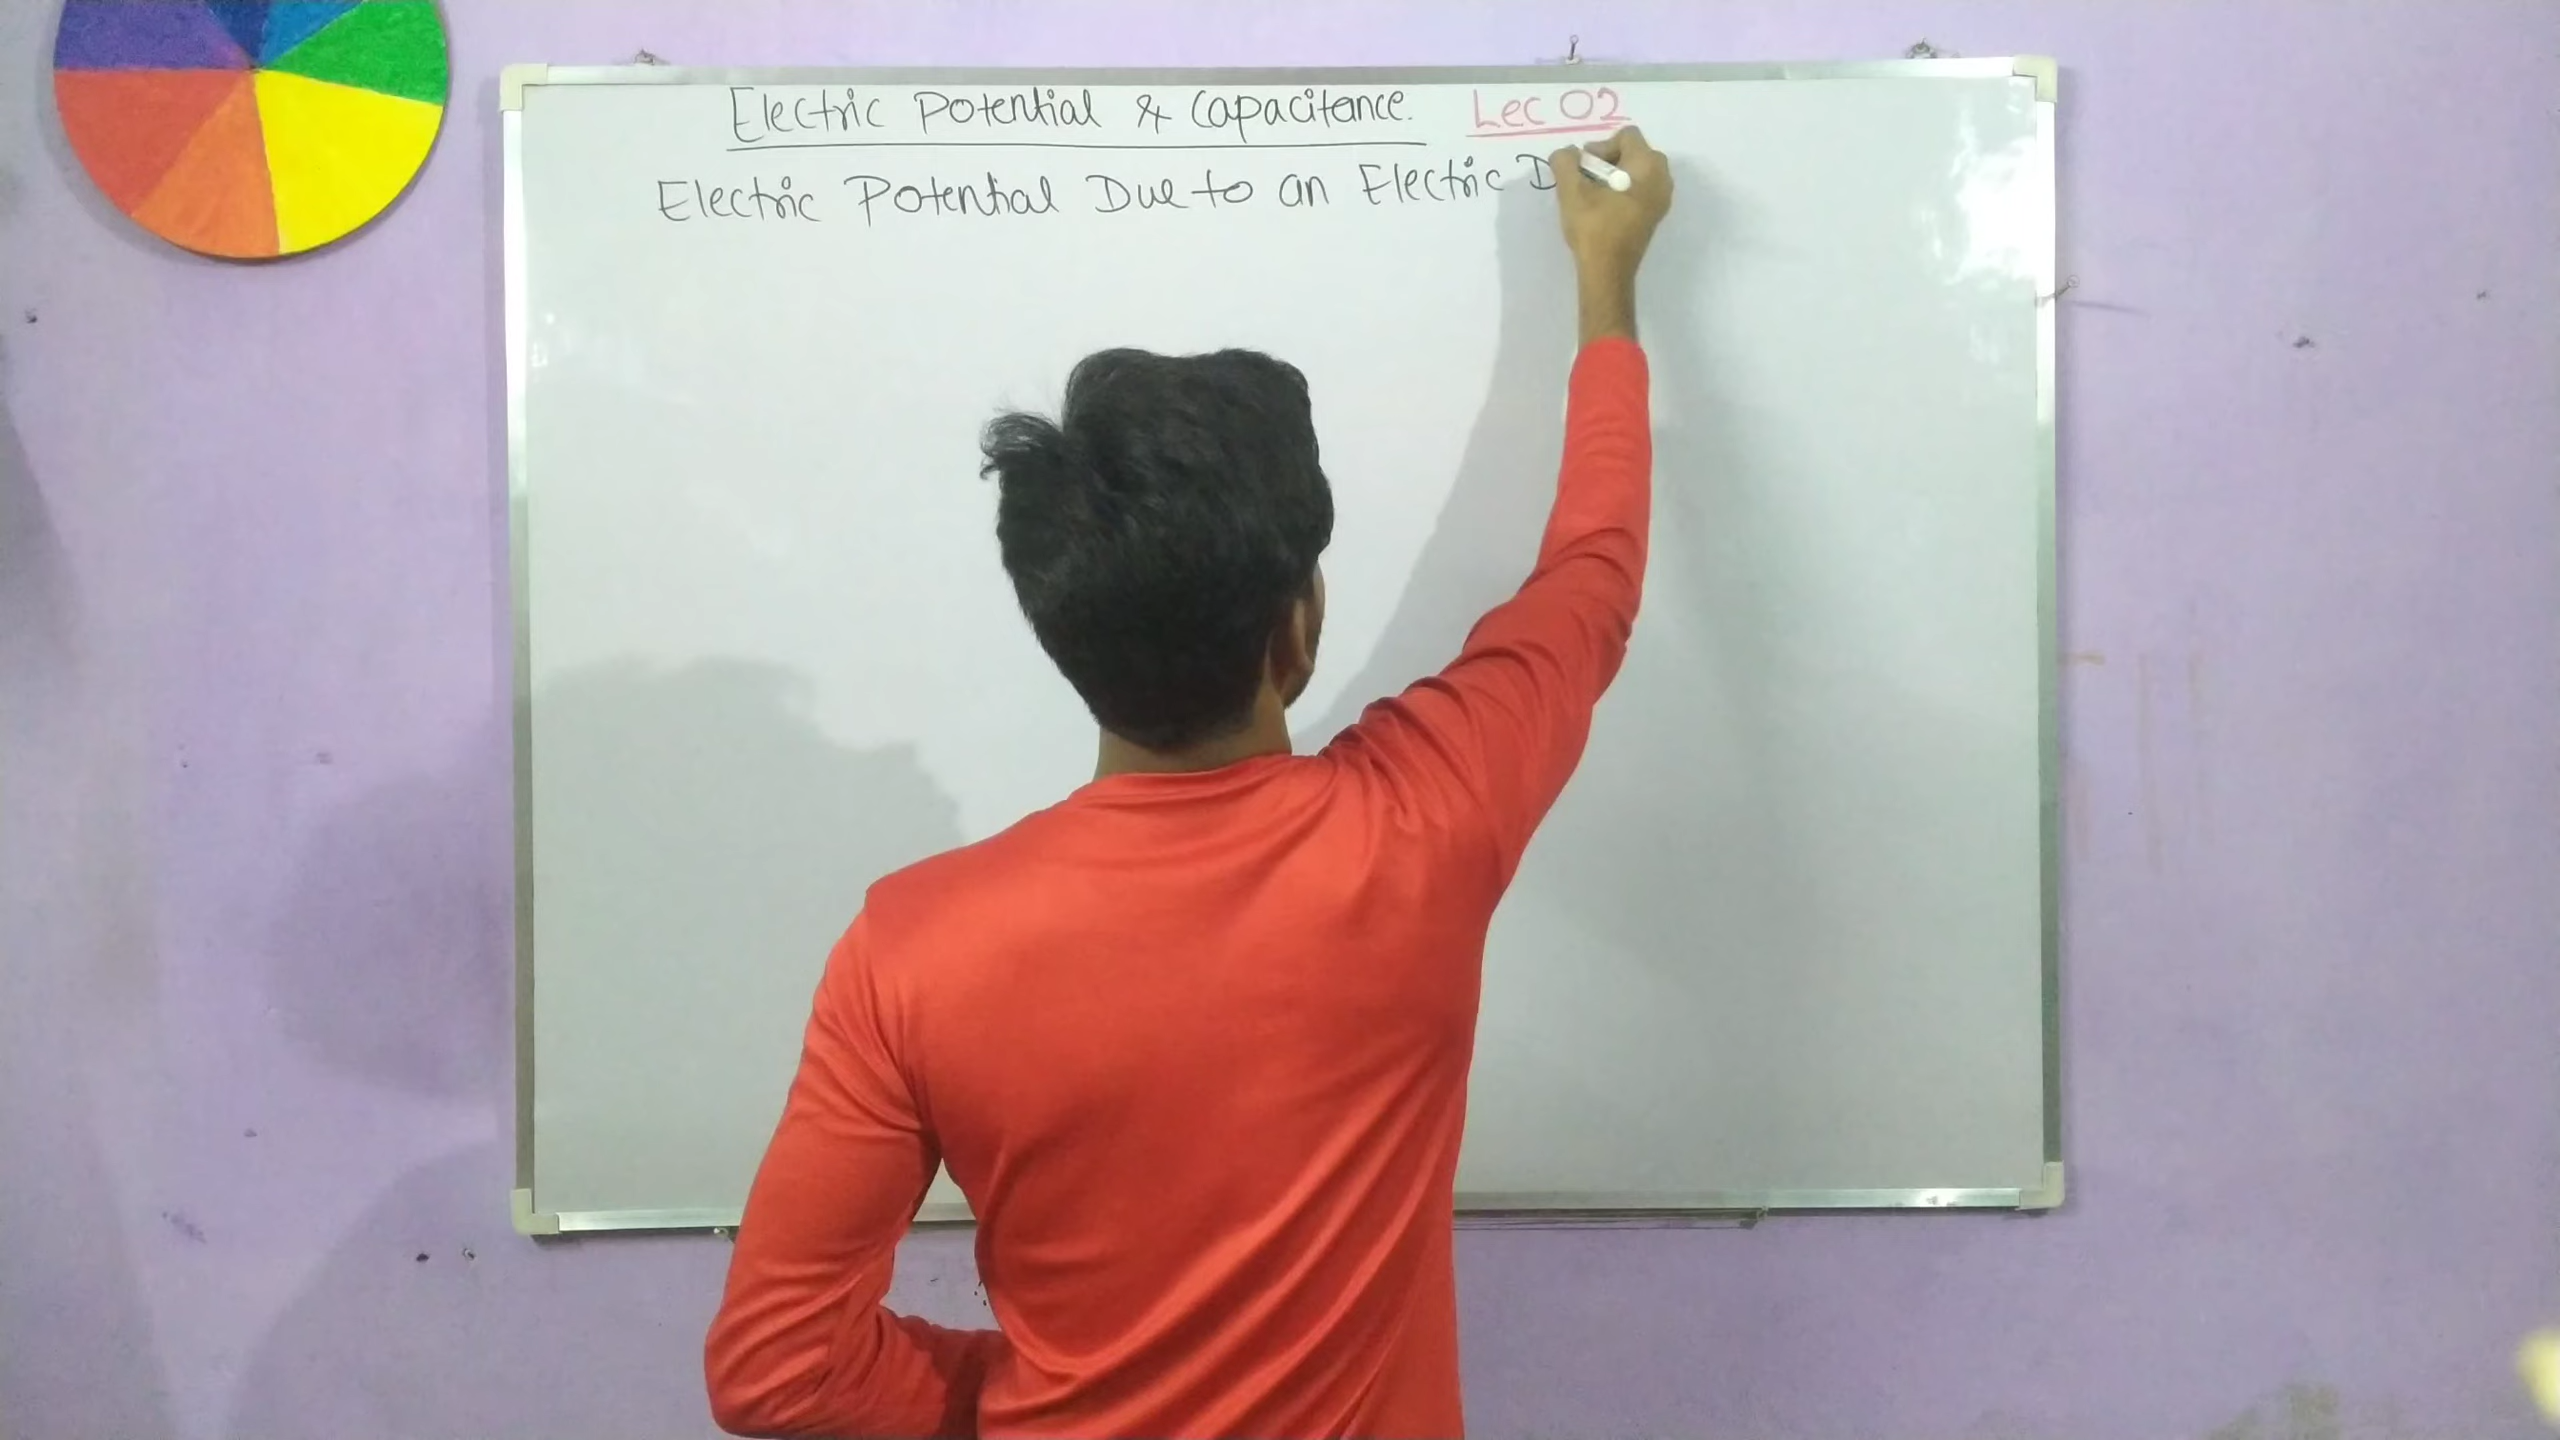 Electric Potential & Capacitance. Lec 02
Electric Potential Due to an Electric D